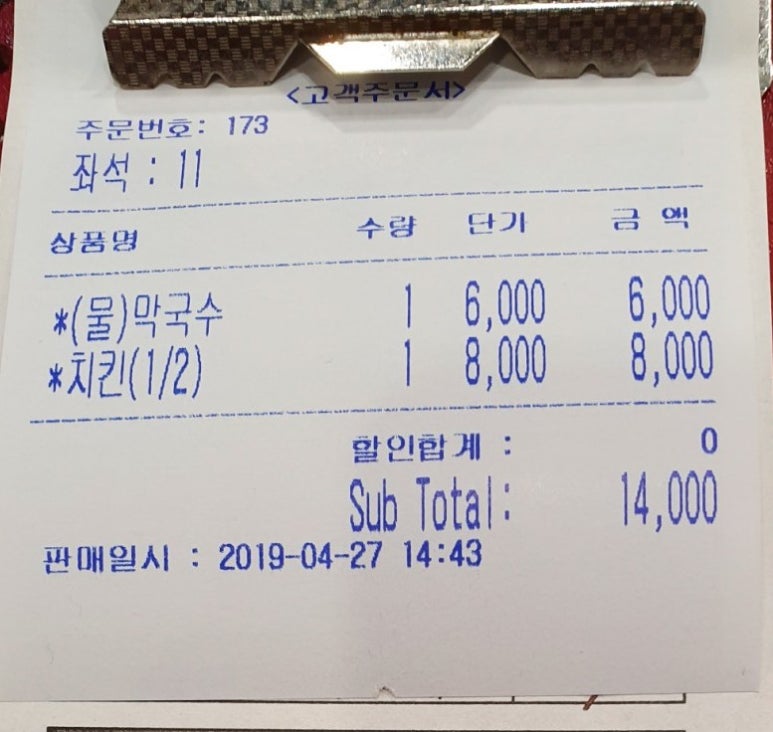 <고객주문서>
주문번호: 173
좌석 : 11
상품명 수량 단가 금 액
*(물)막국수 1 6,000 6,000
*치킨(1/2) 1 8,000 8,000
할인합계 : 0
Sub Total: 14,000
판매일시 : 2019-04-27 14:43